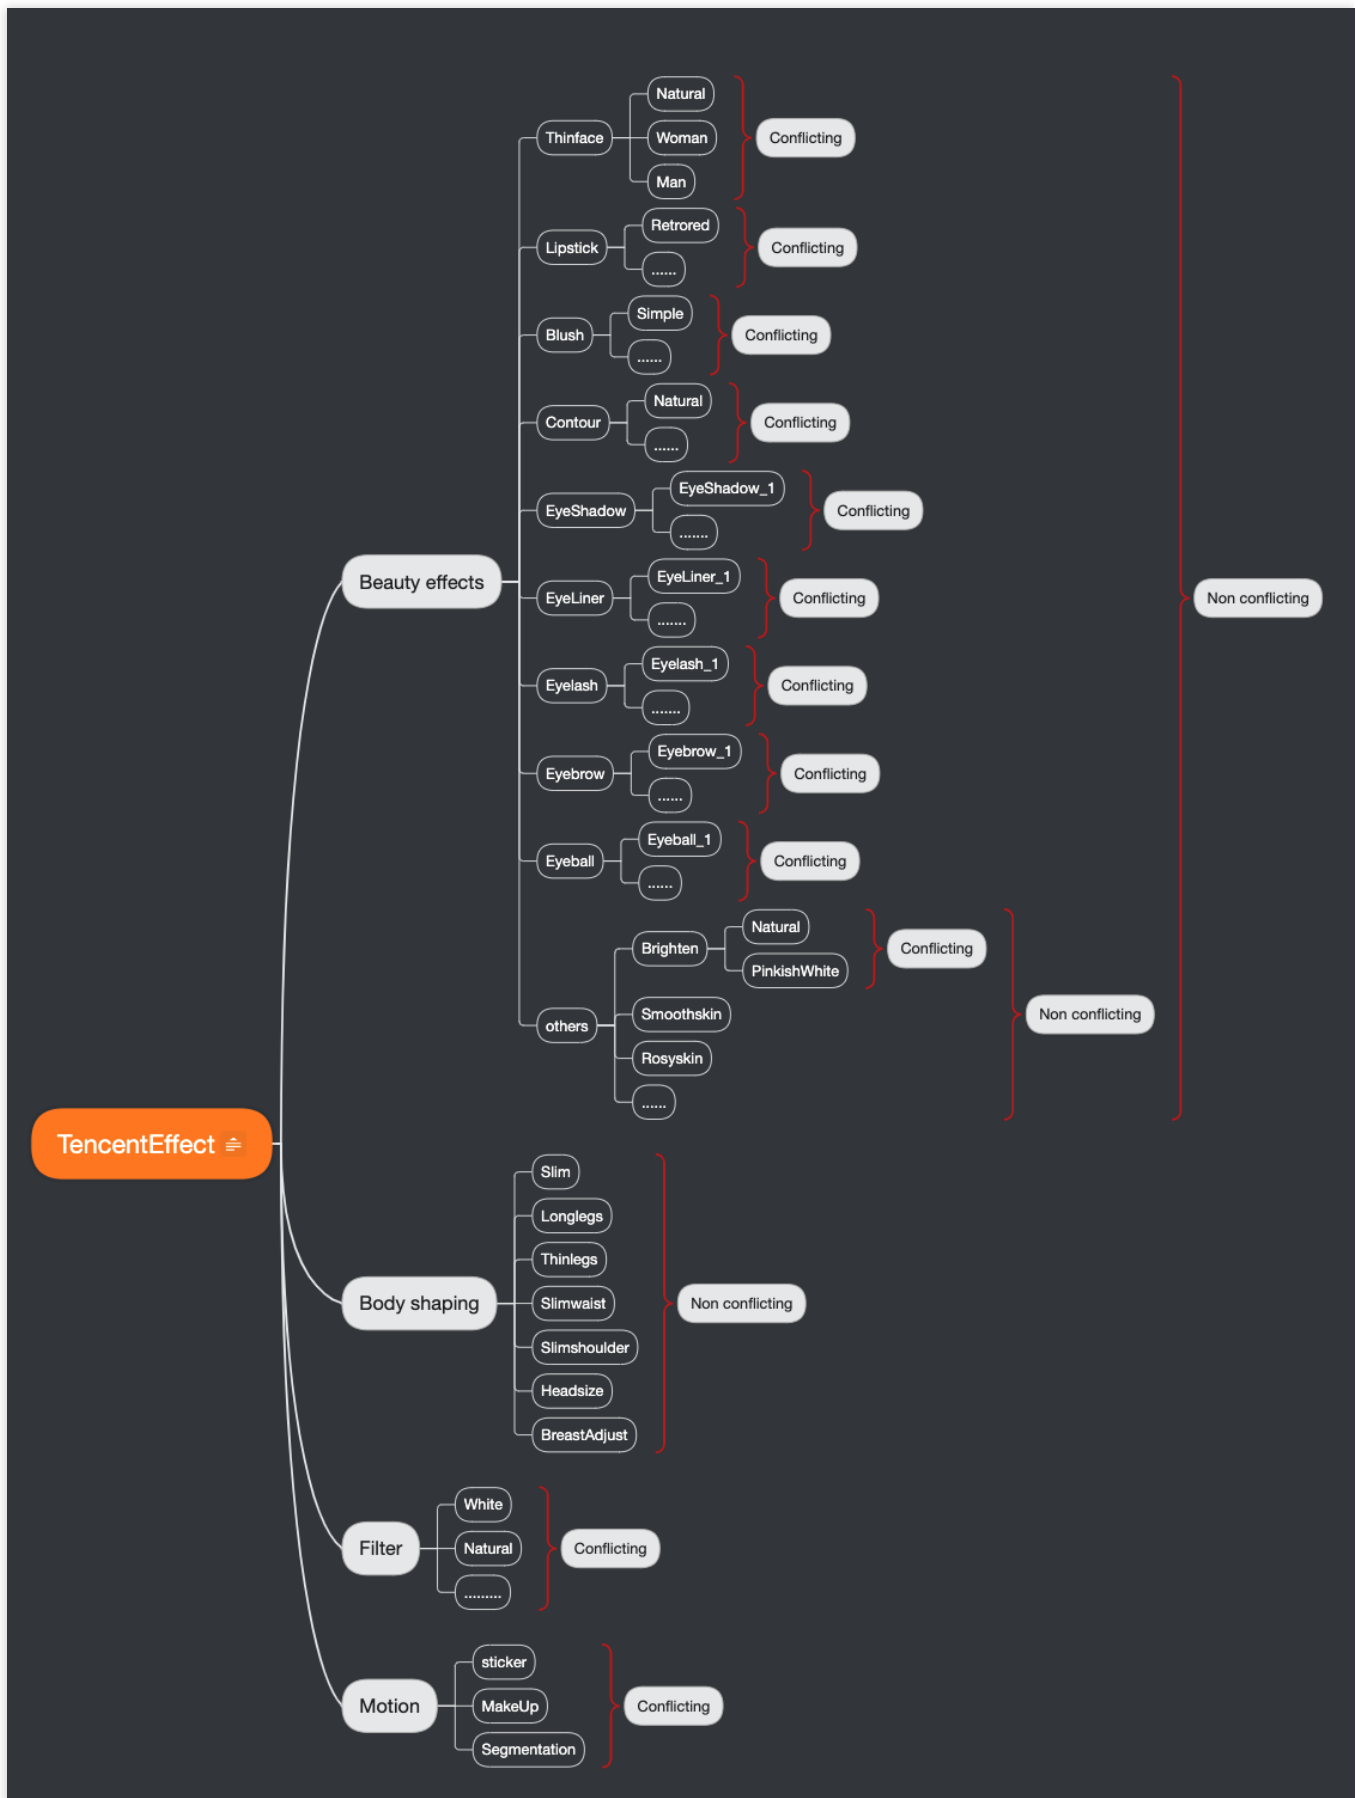 TencentEffect
Beauty effects
Thinface
Natural
Woman
Man
Conflicting
Lipstick
Retrored
......
Conflicting
Blush
Simple
......
Conflicting
Contour
Natural
......
Conflicting
EyeShadow
EyeShadow_1
.......
Conflicting
EyeLiner
EyeLiner_1
.......
Conflicting
Eyelash
Eyelash_1
.......
Conflicting
Eyebrow
Eyebrow_1
......
Conflicting
Eyeball
Eyeball_1
......
Conflicting
others
Brighten
Natural
PinkishWhite
Conflicting
Smoothskin
Rosyskin
......
Non conflicting
Non conflicting
Body shaping
Slim
Longlegs
Thinlegs
Slimwaist
Slimshoulder
Headsize
BreastAdjust
Non conflicting
Filter
White
Natural
.........
Conflicting
Motion
sticker
MakeUp
Segmentation
Conflicting